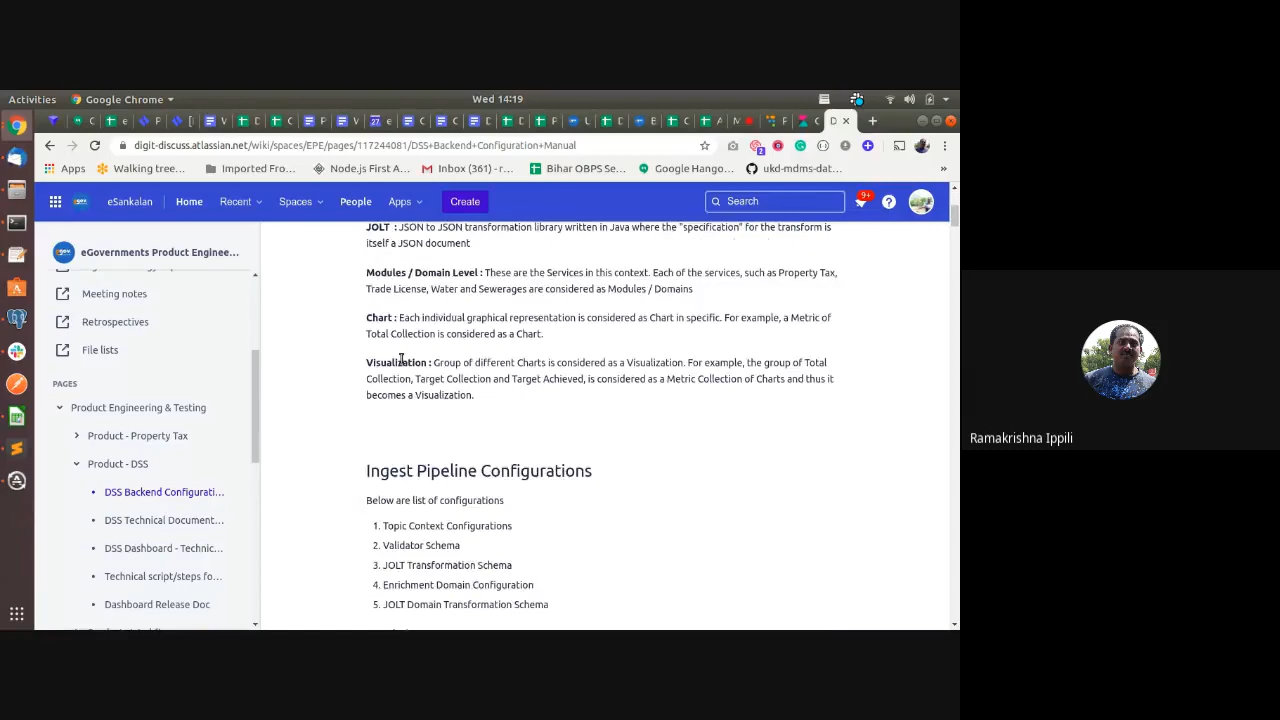 Activities
Google Chrome
Wed 14:19
digit-discuss.atlassian.net/wiki/spaces/EPE/pages/117244081/DSS+Backend+Configuration+Manual
Apps
Walking tree...
Imported Fro...
Node.js First A...
Inbox (361) - r...
Bihar OBPS Se...
Google Hango...
ukd-mdms-dat...
»
eSankalan
Home
Recent
Spaces
People
Apps
Create
Search
9+
eGovernments Product Enginee...
Meeting notes
Retrospectives
File lists
PAGES
Product Engineering & Testing
Product - Property Tax
Product - DSS
DSS Backend Configurati...
DSS Technical Document...
DSS Dashboard - Technic...
Technical script/steps fo...
Dashboard Release Doc
JOLT : JSON to JSON transformation library written in Java where the "specification" for the transform is
itself a JSON document
Modules / Domain Level : These are the Services in this context. Each of the services, such as Property Tax,
Trade License, Water and Sewerages are considered as Modules / Domains
Chart : Each individual graphical representation is considered as Chart in specific. For example, a Metric of
Total Collection is considered as a Chart.
Visualization : Group of different Charts is considered as a Visualization. For example, the group of Total
Collection, Target Collection and Target Achieved, is considered as a Metric Collection of Charts and thus it
becomes a Visualization.
Ingest Pipeline Configurations
Below are list of configurations
1. Topic Context Configurations
2. Validator Schema
3. JOLT Transformation Schema
4. Enrichment Domain Configuration
5. JOLT Domain Transformation Schema
Ramakrishna Ippili